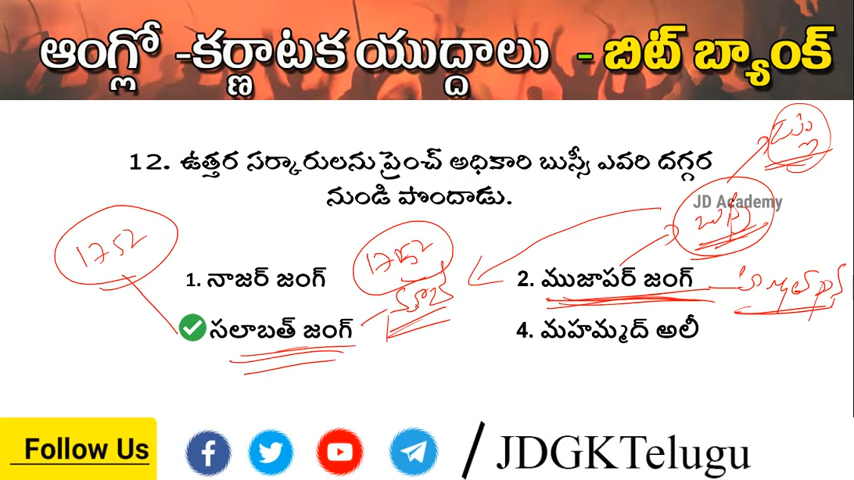 ఆంగ్లో -కర్ణాటక యుద్దాలు - బిట్ బ్యాంక్
12. ఉత్తర సర్కారులను ప్రెంచ్ అధికారి బుస్సీ ఎవరి దగ్గర
నుండి పొందాడు.
JD Academy
1752
1752
1. నాజర్ జంగ్
2. ముజాపర్ జంగ్
సలాబత్ జంగ్
4. మహమ్మద్ అలీ
Follow Us
/JDGKTelugu